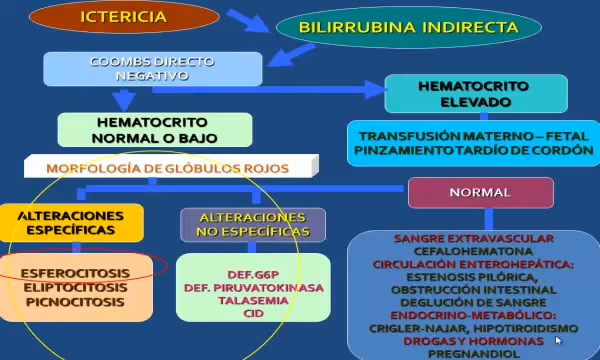 ICTERICIA
BILIRRUBINA INDIRECTA
COOMBS DIRECTO
NEGATIVO
HEMATOCRITO
ELEVADO
HEMATOCRITO
NORMAL O BAJO
TRANSFUSIÓN MATERNO – FETAL
PINZAMIENTO TARDÍO DE CORDÓN
MORFOLOGÍA DE GLÓBULOS ROJOS
NORMAL
ALTERACIONES
ESPECÍFICAS
ALTERACIONES
NO ESPECÍFICAS
ESFEROCITOSIS
ELIPTOCITOSIS
PICNOCITOSIS
DEF.G6P
DEF. PIRUVATOKINASA
TALASEMIA
CID
SANGRE EXTRAVASCULAR
CEFALOHEMATONA
CIRCULACIÓN ENTEROHEPÁTICA:
ESTENOSIS PILÓRICA,
OBSTRUCCIÓN INTESTINAL
DEGLUCIÓN DE SANGRE
ENDOCRINO-METABÓLICO:
CRIGLER-NAJAR, HIPOTIROIDISMO
DROGAS Y HORMONAS
PREGNANDIOL